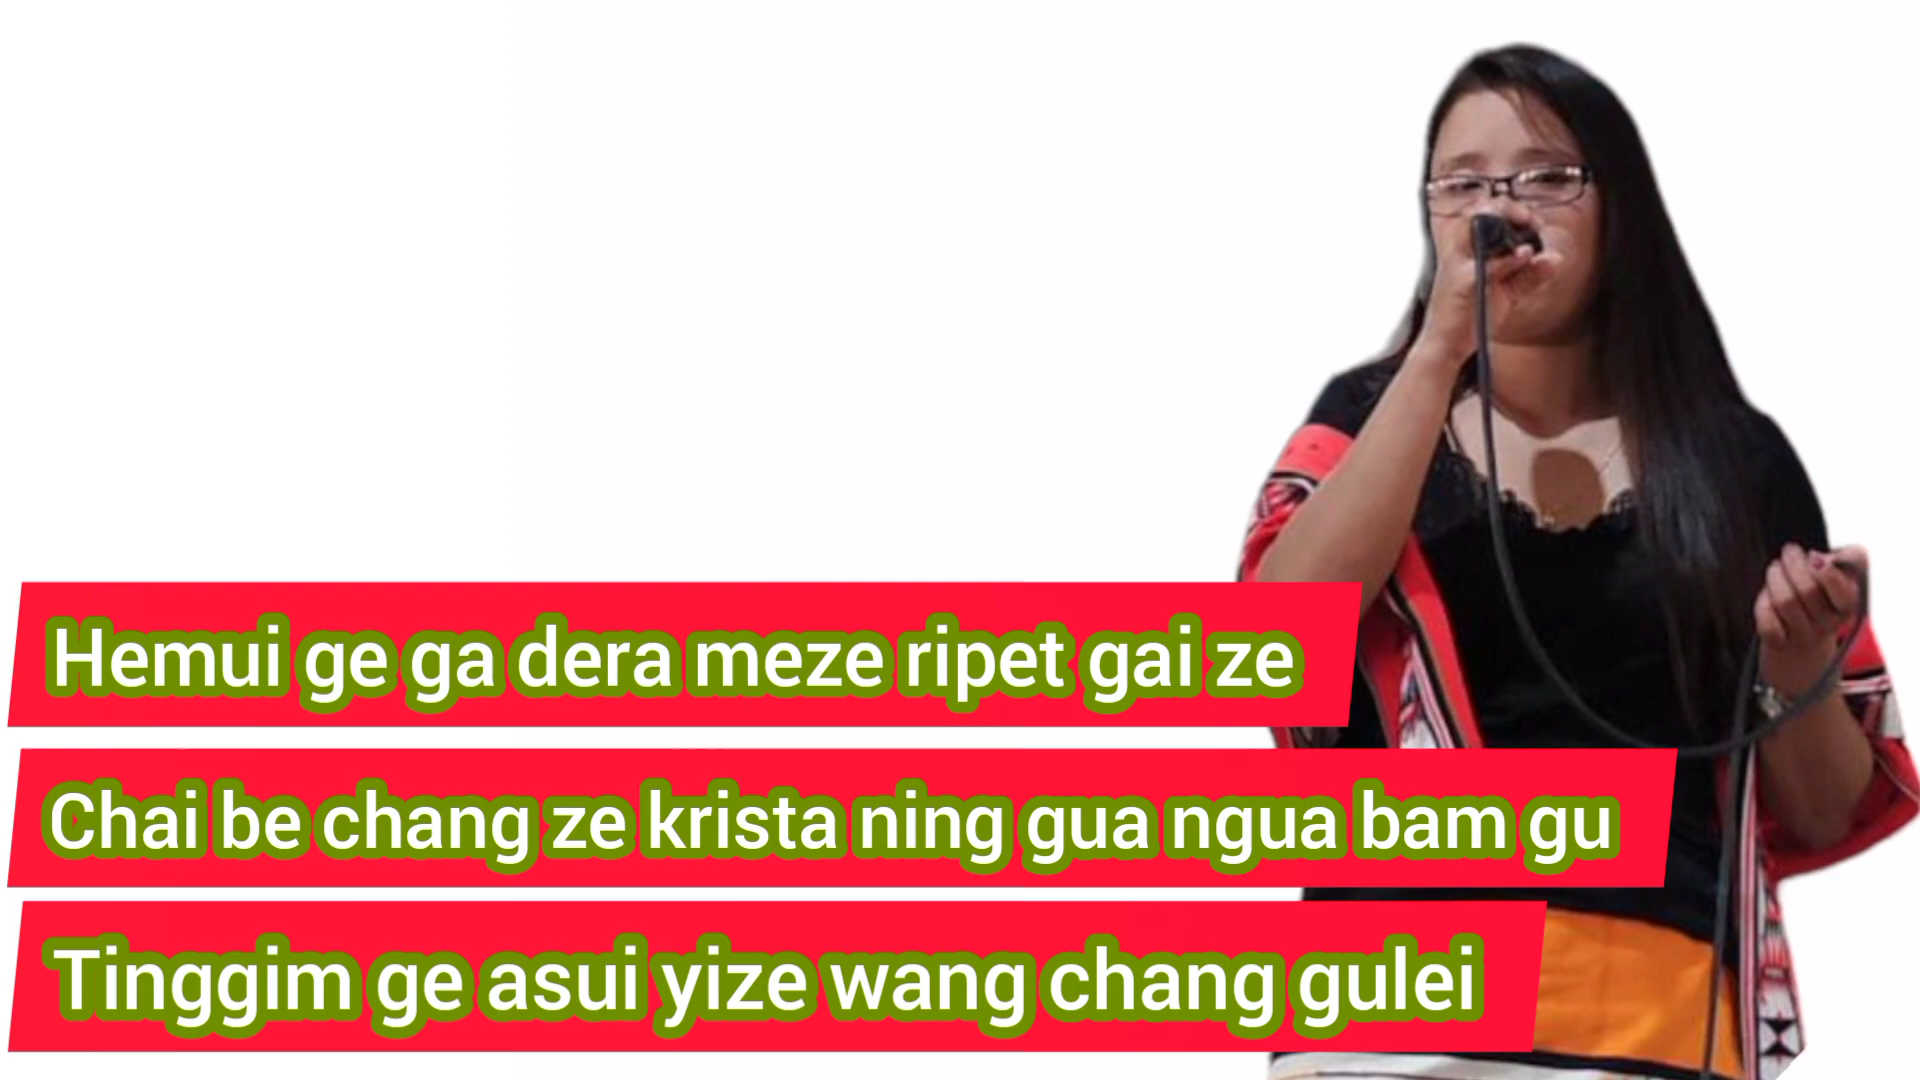 Hemui ge ga dera meze ripet gai ze
Chai be chang ze krista ning gua ngua bam gu
Tinggim ge asui yize wang chang gulei